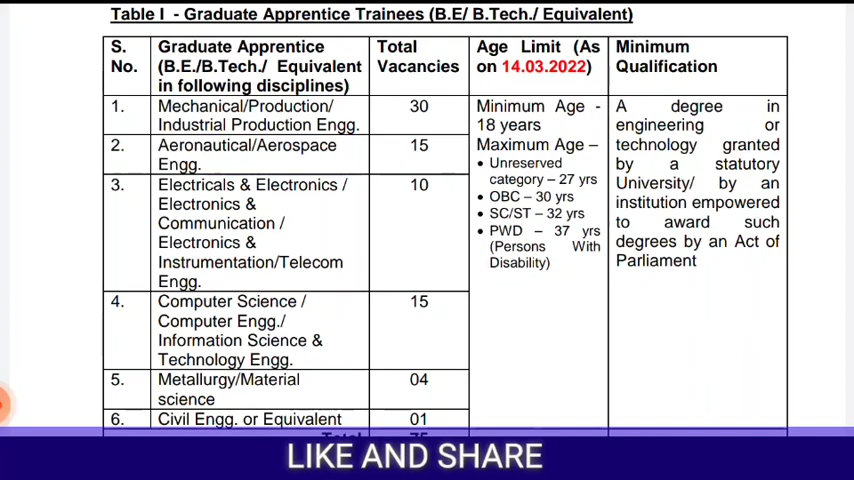 Table I - Graduate Apprentice Trainees (B.E/ B.Tech./ Equivalent)
S. No. Graduate Apprentice (B.E./B.Tech./ Equivalent in following disciplines) Total Vacancies Age Limit (As on 14.03.2022) Minimum Qualification
1. Mechanical/Production/
Industrial Production Engg. 30
2. Aeronautical/Aerospace
Engg. 15
3. Electricals & Electronics /
Electronics &
Communication /
Electronics &
Instrumentation/Telecom
Engg. 10
4. Computer Science /
Computer Engg./
Information Science &
Technology Engg. 15
5. Metallurgy/Material
science 04
6. Civil Engg. or Equivalent 01
Total 75
Minimum Age -
18 years
Maximum Age –
• Unreserved
category – 27 yrs
• OBC – 30 yrs
• SC/ST – 32 yrs
• PWD – 37 yrs
(Persons With
Disability)
A degree in
engineering or
technology granted
by a statutory
University/ by an
institution empowered
to award such
degrees by an Act of
Parliament
LIKE AND SHARE